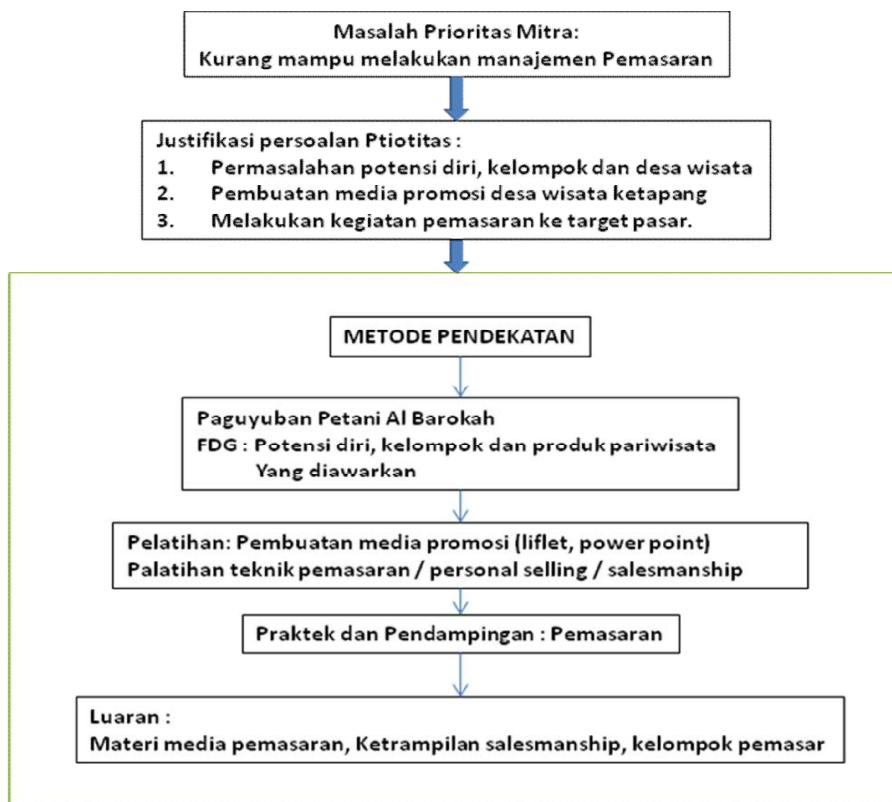 Masalah Prioritas Mitra:
Kurang mampu melakukan manajemen Pemasaran
Justifikasi persoalan Ptiotitas :
1. Permasalahan potensi diri, kelompok dan desa wisata
2. Pembuatan media promosi desa wisata ketapang
3. Melakukan kegiatan pemasaran ke target pasar.
METODE PENDEKATAN
Paguyuban Petani Al Barokah
FDG : Potensi diri, kelompok dan produk pariwisata
Yang diawarkan
Pelatihan: Pembuatan media promosi (liflet, power point)
Palatihan teknik pemasaran / personal selling / salesmanship
Praktek dan Pendampingan : Pemasaran
Luaran :
Materi media pemasaran, Ketrampilan salesmanship, kelompok pemasar